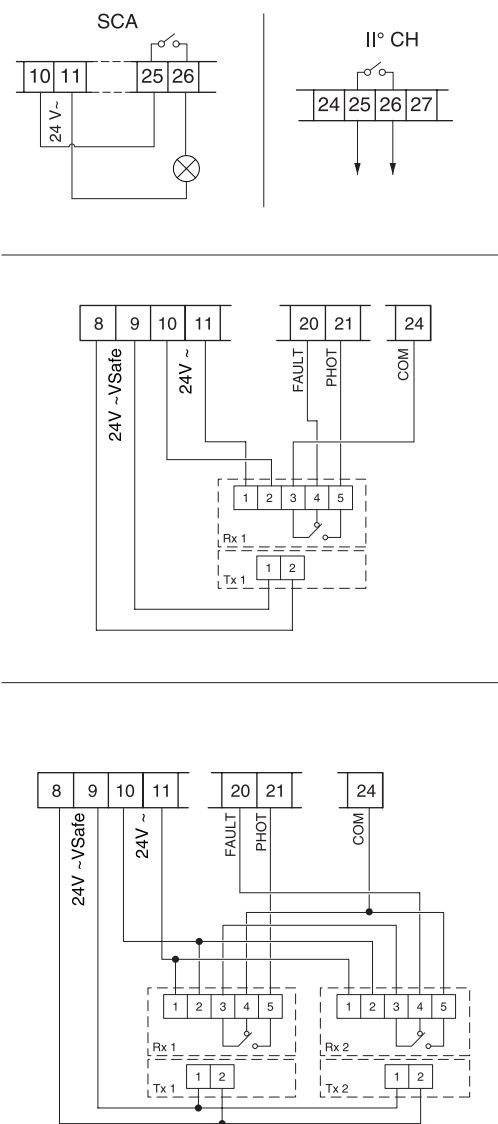 SCA
10 11 25 26
24 V~
II° CH
24 25 26 27
8 9 10 11 20 21 24
24V ~VSafe
24V ~
FAULT
PHOT
COM
1 2 3 4 5
Rx 1
1 2
Tx 1
8 9 10 11 20 21 24
24V ~VSafe
24V ~
FAULT
PHOT
COM
1 2 3 4 5
Rx 1
1 2 3 4 5
Rx 2
1 2
Tx 1
1 2
Tx 2